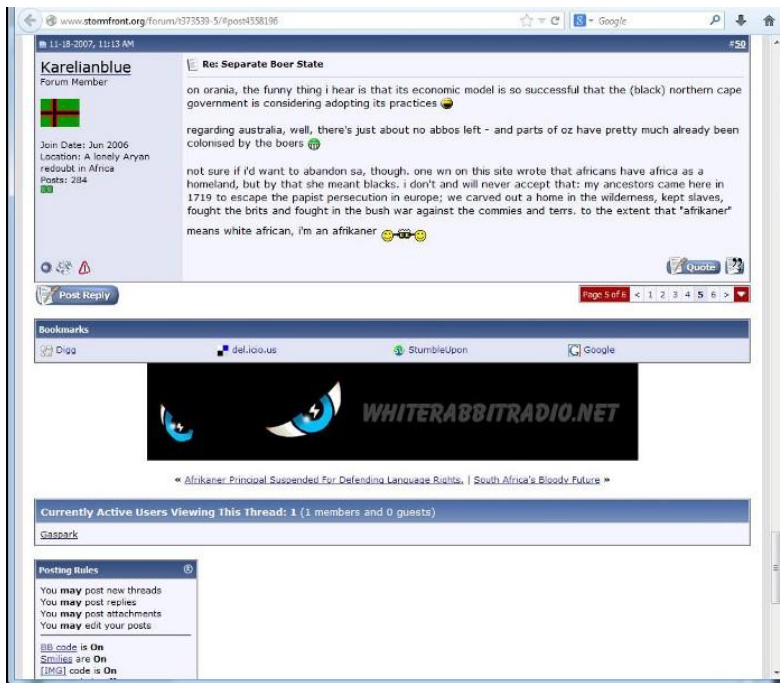 www.stormfront.org/forum/t373539-5/#post4558196
Google
11-18-2007, 11:13 AM
#50
Karelianblue
Forum Member
Join Date: Jun 2006
Location: A lonely Aryan
redoubt in Africa
Posts: 284
Re: Separate Boer State
on orania, the funny thing i hear is that its economic model is so successful that the (black) northern cape
government is considering adopting its practices
regarding australia, well, there's just about no abbos left - and parts of oz have pretty much already been
colonised by the boers
not sure if i'd want to abandon sa, though. one wn on this site wrote that africans have africa as a
homeland, but by that she meant blacks. i don't and will never accept that: my ancestors came here in
1719 to escape the papist persecution in europe; we carved out a home in the wilderness, kept slaves,
fought the brits and fought in the bush war against the commies and terrs. to the extent that "afrikaner"
means white african, i'm an afrikaner
Quote
Post Reply
Page 5 of 6 < 1 2 3 4 5 6 >
Bookmarks
Digg
del.icio.us
StumbleUpon
Google
WHITERABBITRADIO.NET
« Afrikaner Principal Suspended For Defending Language Rights. | South Africa's Bloody Future »
Currently Active Users Viewing This Thread: 1 (1 members and 0 guests)
Gaspark
Posting Rules
You may post new threads
You may post replies
You may post attachments
You may edit your posts
BB code is On
Smilies are On
[IMG] code is On